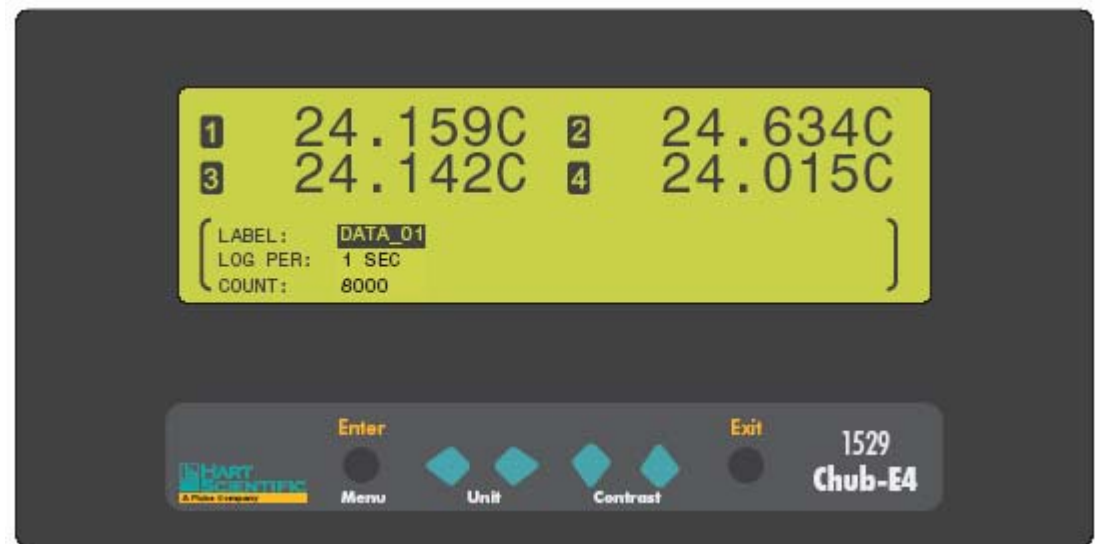 1 24.159C 2 24.634C
3 24.142C 4 24.015C
LABEL: DATA_01
LOG PER: 1 SEC
COUNT: 8000
Enter Exit
1529
HART
SCIENTIFIC
Chub-E4
A Fluke Company
Menu Unit Contrast